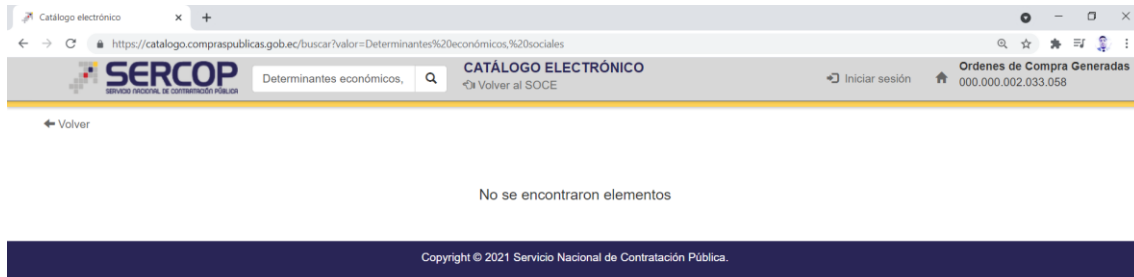 Catálogo electrónico
https://catalogo.compraspublicas.gob.ec/buscar?valor=Determinantes%20económicos,%20sociales
SERCOP
SERVICIO NACIONAL DE CONTRATACIÓN PÚBLICA
Determinantes económicos,
CATÁLOGO ELECTRÓNICO
Volver al SOCE
Iniciar sesión
Ordenes de Compra Generadas
000.000.002.033.058
Volver
No se encontraron elementos
Copyright © 2021 Servicio Nacional de Contratación Pública.